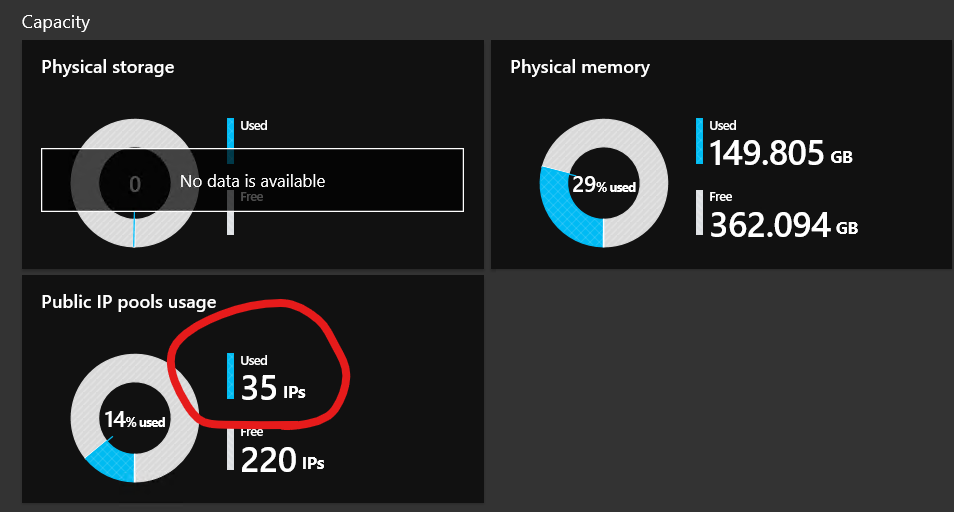 Capacity
Physical storage
Used
0
No data is available
Free
Physical memory
29% used
Used
149.805 GB
Free
362.094 GB
Public IP pools usage
14% used
Used
35 IPs
Free
220 IPs